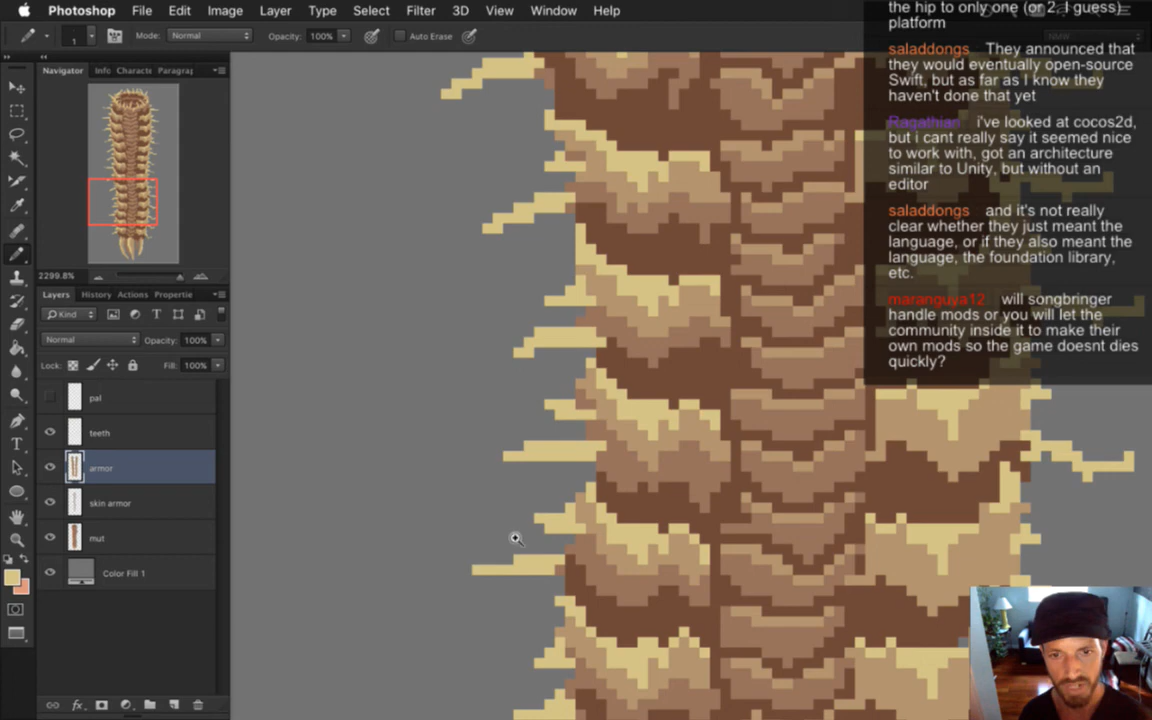 Photoshop File Edit Image Layer Type Select Filter 3D View Window Help
1 Mode: Normal Opacity: 100% Auto Erase
Navigator Info Characte Paragra
2299.8%
Layers History Actions Propertie
Kind
Normal Opacity: 100%
Lock: Fill: 100%
pal
teeth
armor
skin armor
mut
Color Fill 1
fx
the hip to only one (or 2, I guess)
platform
saladdongs They announced that
they would eventually open-source
Swift, but as far as I know they
haven't done that yet
Ragathian i've looked at cocos2d,
but i cant really say it seemed nice
to work with, got an architecture
similar to Unity, but without an
editor
saladdongs and it's not really
clear whether they just meant the
language, or if they also meant the
language, the foundation library,
etc.
maranguya12 will songbringer
handle mods or you will let the
community inside it to make their
own mods so the game doesnt dies
quickly?